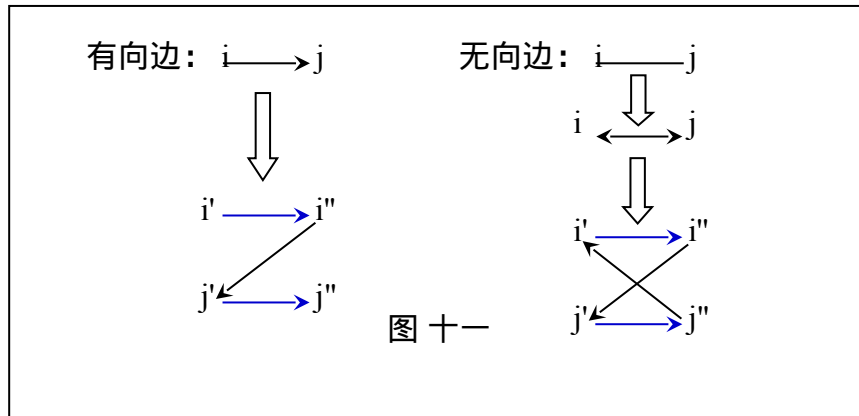 有向边： i j
无向边： i j
i j
i' i"
j' j"
i' i"
j' j"
图 十一